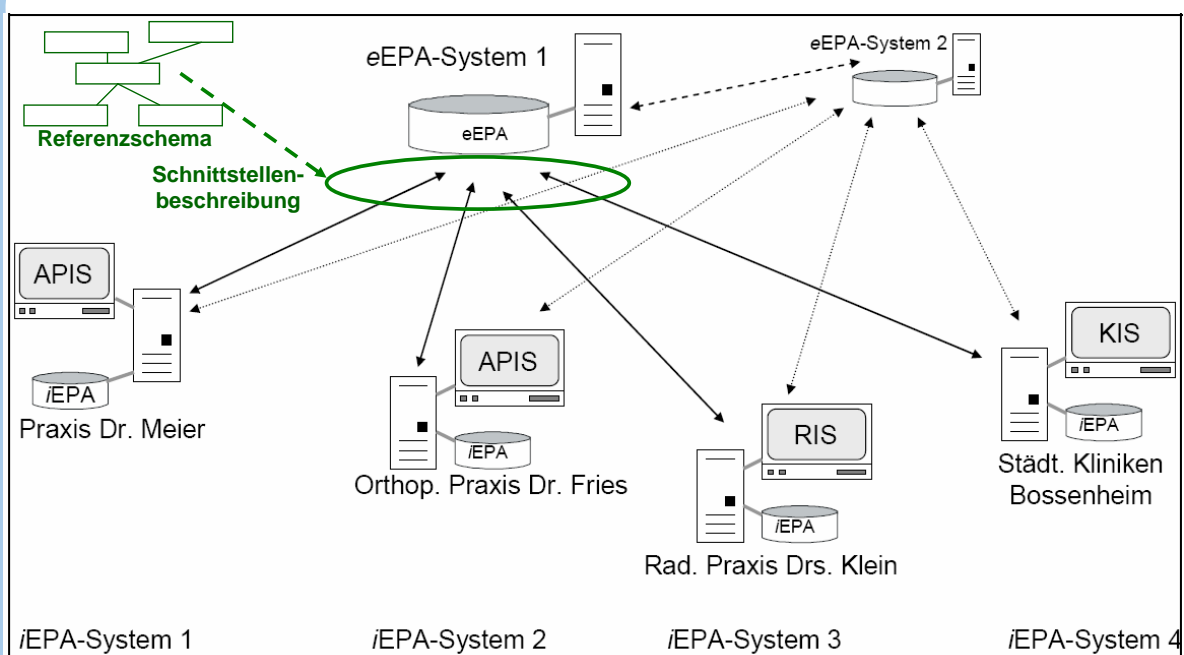 eEPA-System 1
eEPA-System 2
eEPA
Referenzschema
Schnittstellen-
beschreibung
APIS
iEPA
Praxis Dr. Meier
APIS
iEPA
Orthop. Praxis Dr. Fries
RIS
iEPA
Rad. Praxis Drs. Klein
KIS
iEPA
Städt. Kliniken
Bossenheim
iEPA-System 1
iEPA-System 2
iEPA-System 3
iEPA-System 4